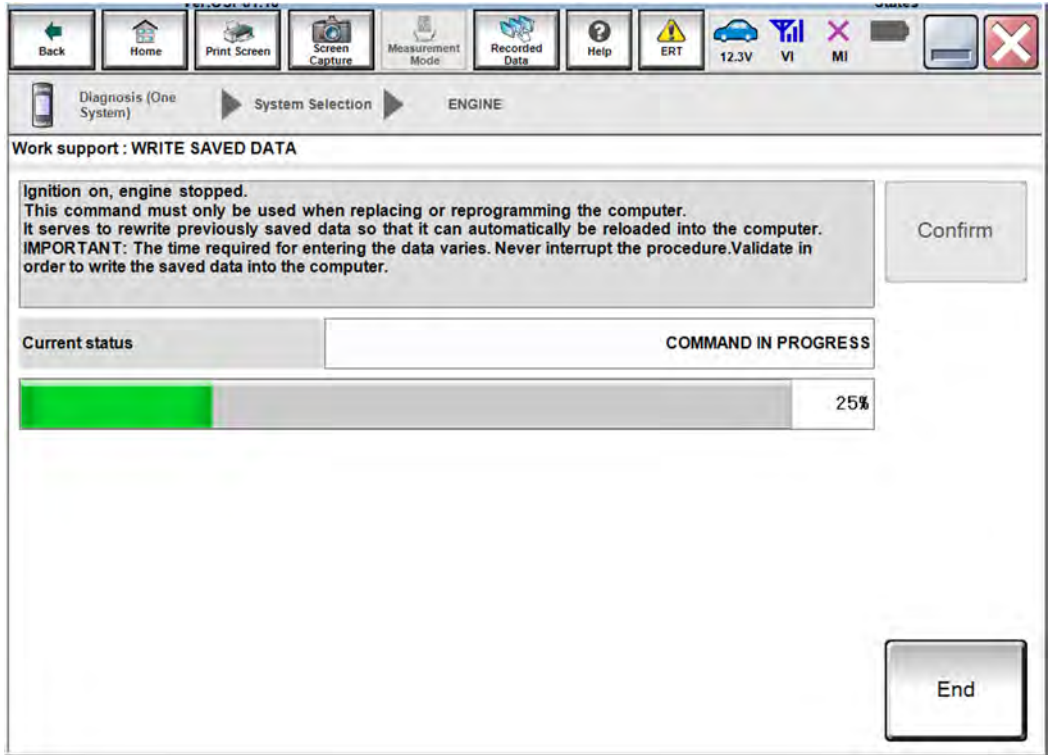 Back
Home
Print Screen
Screen
Capture
Measurement
Mode
Recorded
Data
Help
ERT
12.3V
VI
MI
Diagnosis (One
System)
System Selection
ENGINE
Work support : WRITE SAVED DATA
Ignition on, engine stopped.
This command must only be used when replacing or reprogramming the computer.
It serves to rewrite previously saved data so that it can automatically be reloaded into the computer.
IMPORTANT: The time required for entering the data varies. Never interrupt the procedure.Validate in
order to write the saved data into the computer.
Confirm
Current status
COMMAND IN PROGRESS
25%
End